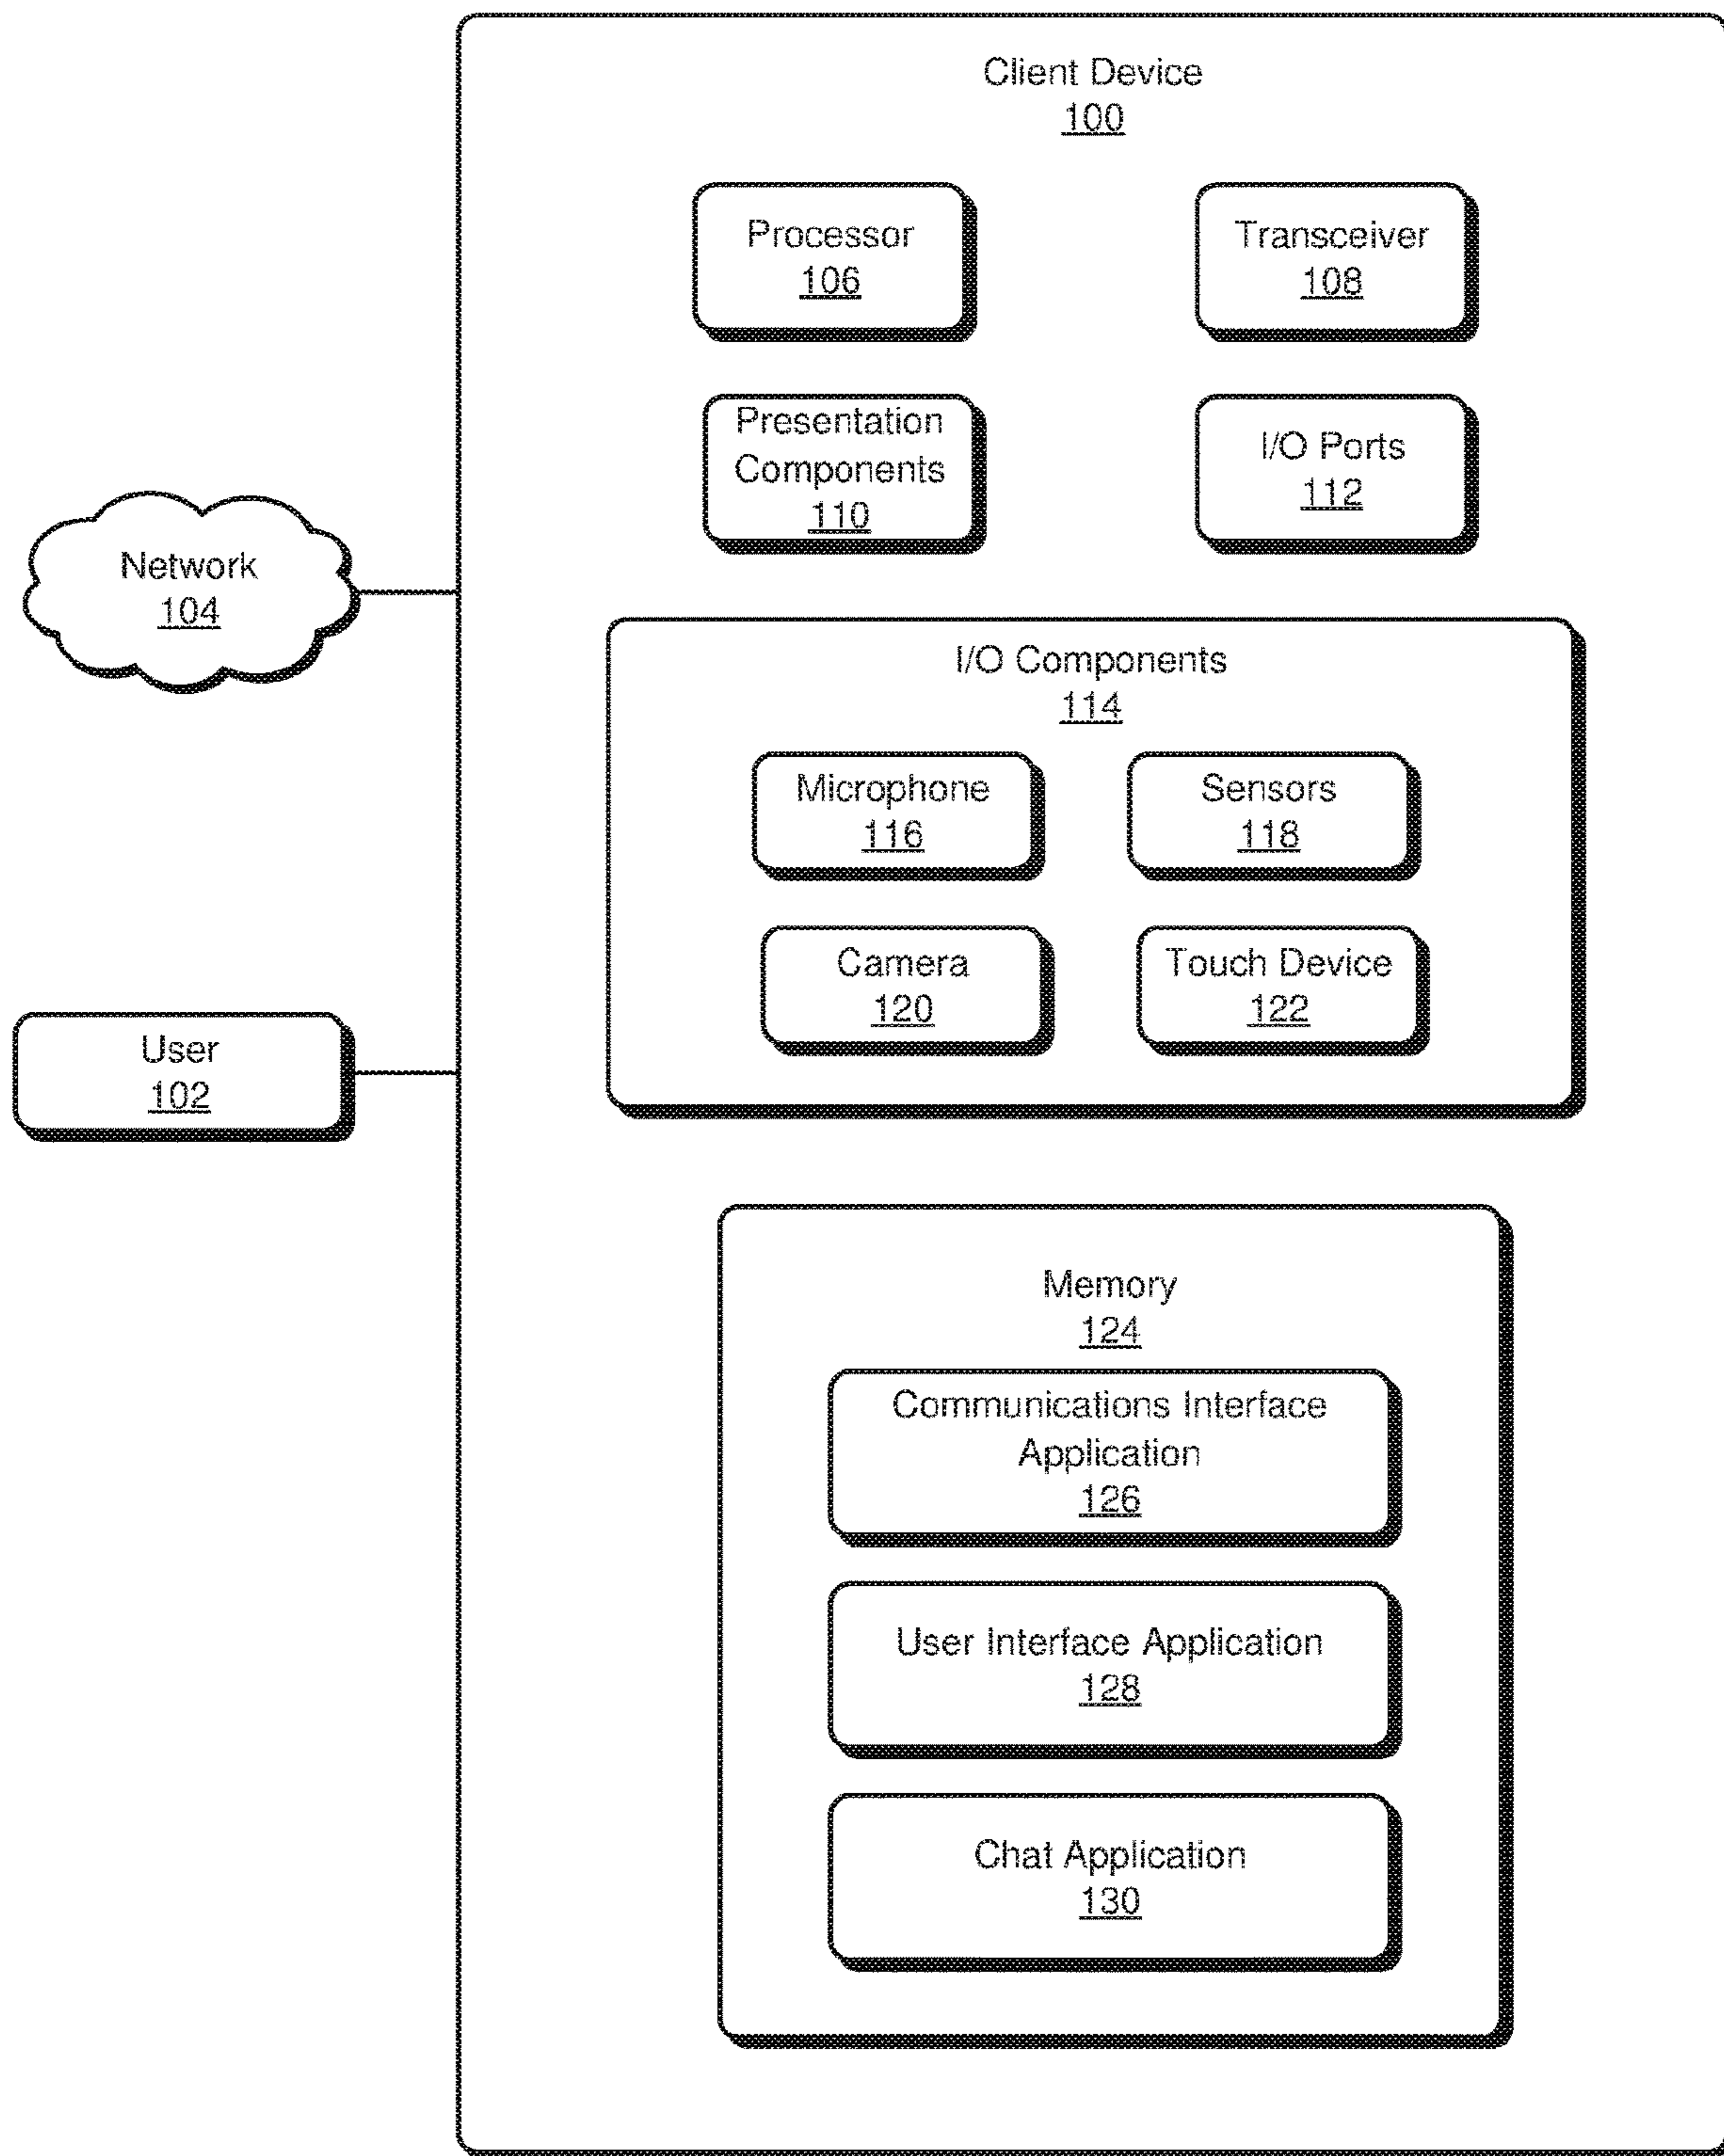 Client Device
100
Processor
106
Transceiver
108
Presentation
Components
110
I/O Ports
112
Network
104
I/O Components
114
Microphone
116
Sensors
118
Camera
120
Touch Device
122
User
102
Memory
124
Communications Interface
Application
126
User Interface Application
128
Chat Application
130